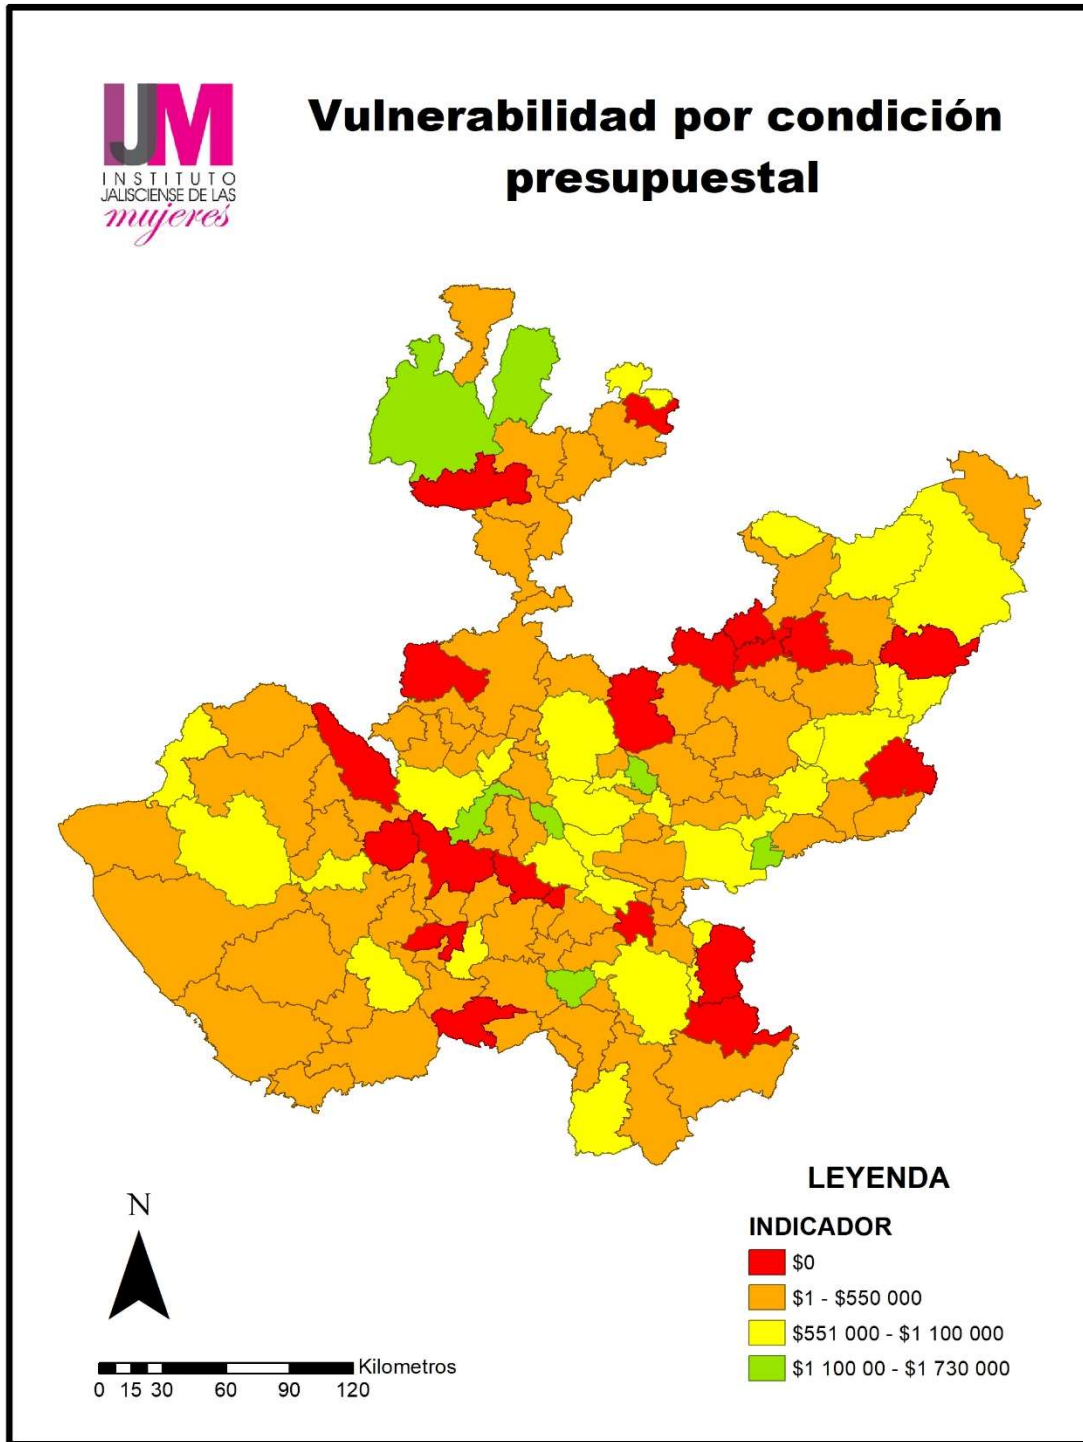 IJM
INSTITUTO
JALISCIENSE DE LAS
mujeres
Vulnerabilidad por condición
presupuestal
LEYENDA
INDICADOR
$0
$1 - $550 000
$551 000 - $1 100 000
$1 100 00 - $1 730 000
N
Kilometros
0 15 30 60 90 120